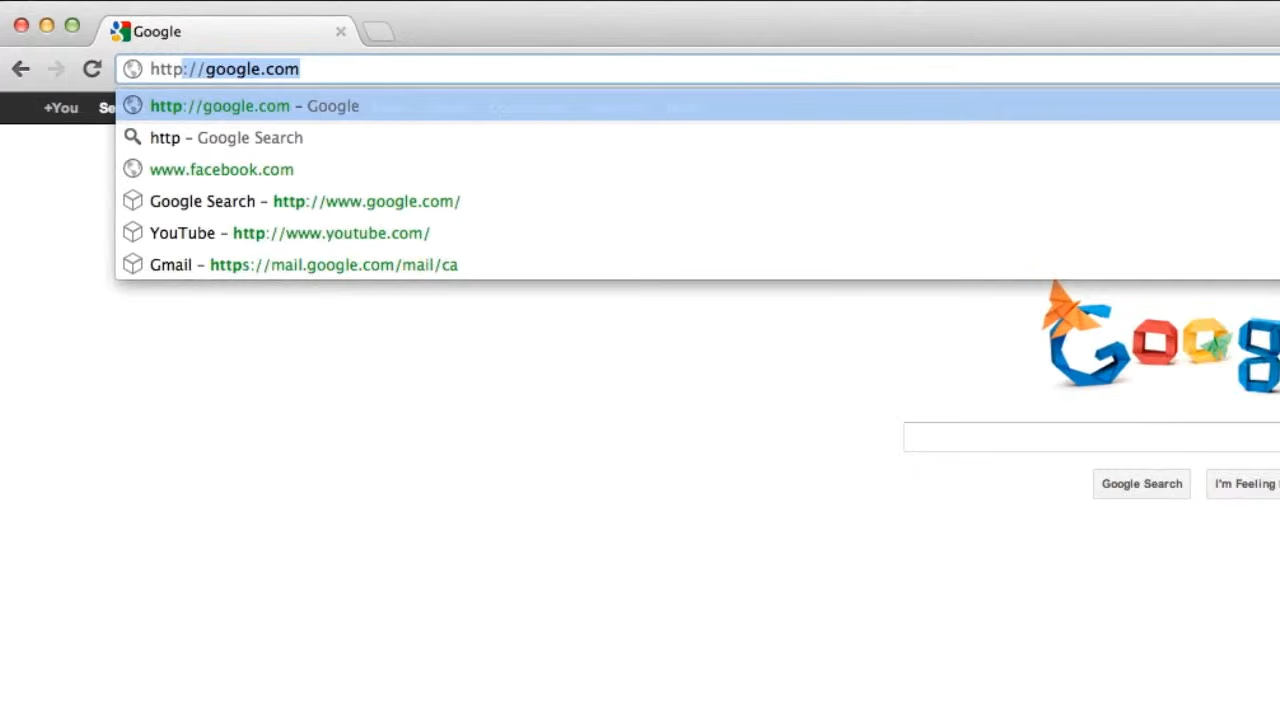 Google
http://google.com
+You
http://google.com – Google
http – Google Search
www.facebook.com
Google Search – http://www.google.com/
YouTube – http://www.youtube.com/
Gmail – https://mail.google.com/mail/ca
Goog
Google Search
I'm Feeling